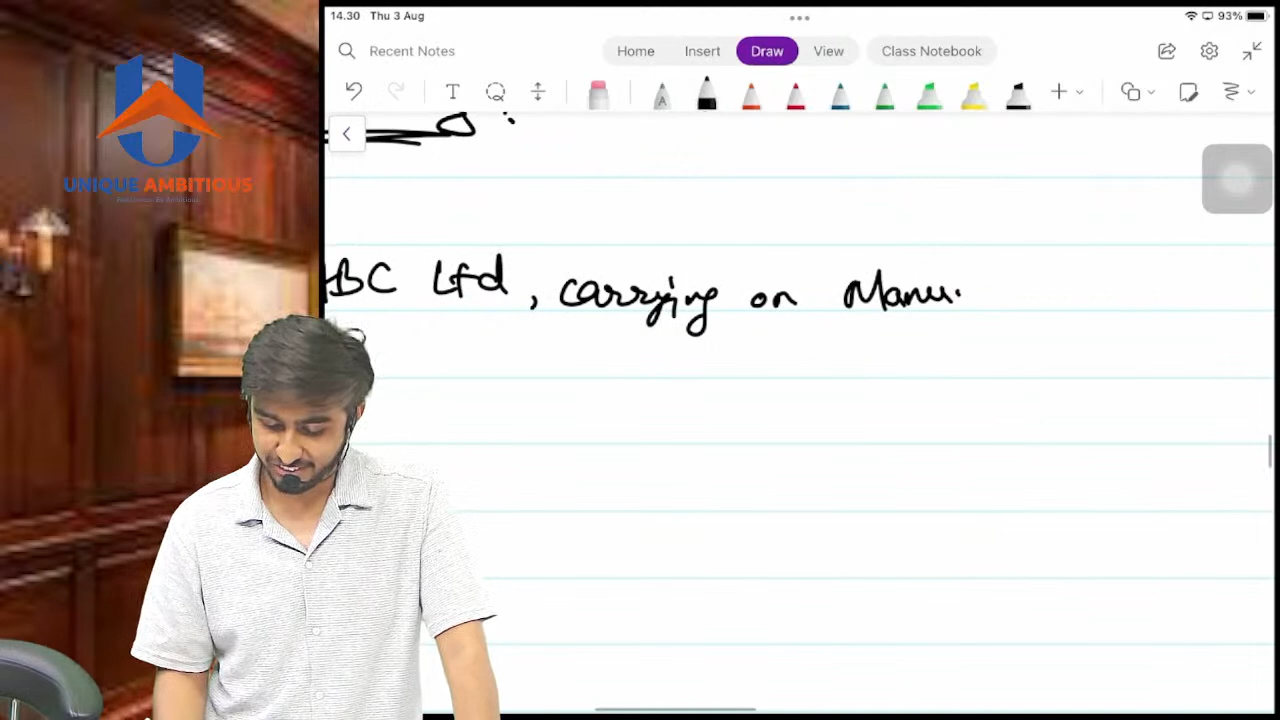 14.30 Thu 3 Aug
93%
Recent Notes
Home Insert Draw View Class Notebook
UNIQUE AMBITIOUS
BC Ltd, carrying on Manu.